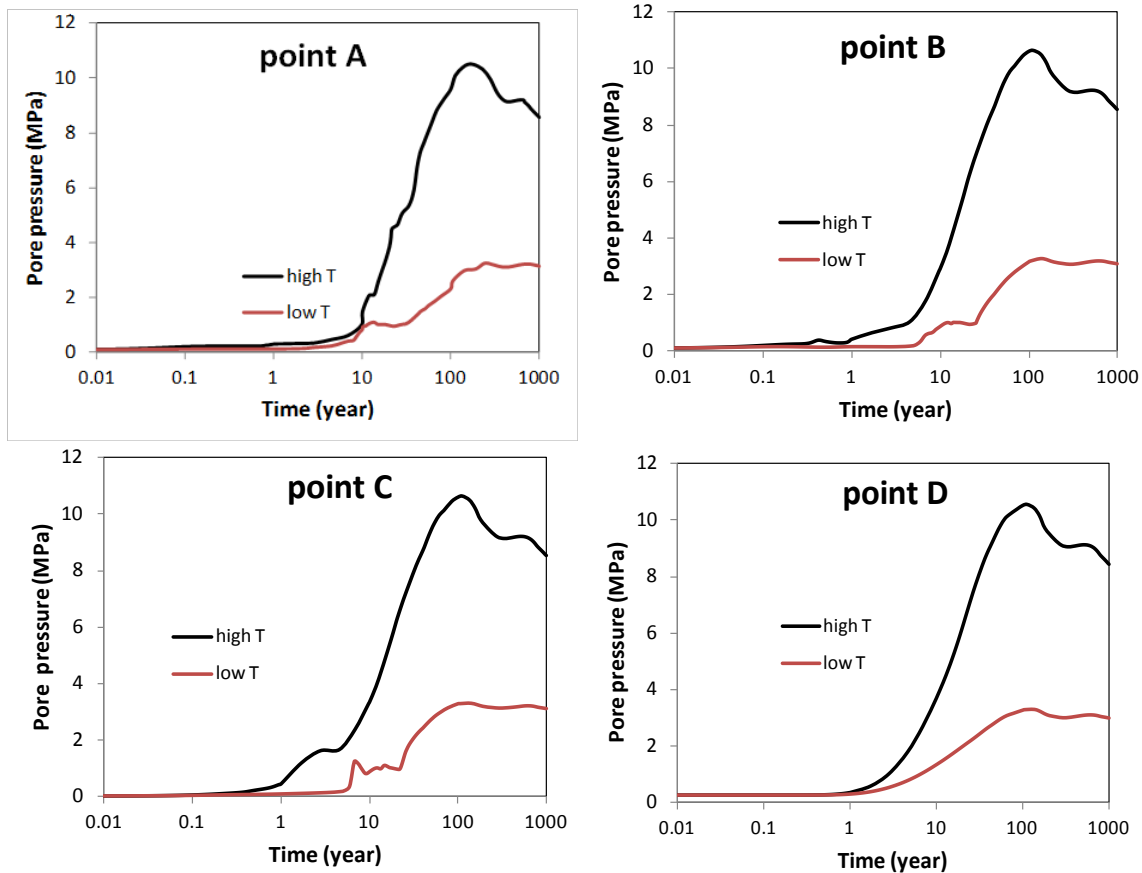 point A
Pore pressure (MPa)
12
10
8
6
4
2
0
high T
low T
0.01 0.1 1 10 100 1000
Time (year)
point B
Pore pressure (MPa)
12
10
8
6
4
2
0
high T
low T
0.01 0.1 1 10 100 1000
Time (year)
point C
Pore pressure (MPa)
12
10
8
6
4
2
0
high T
low T
0.01 0.1 1 10 100 1000
Time (year)
point D
Pore pressure (MPa)
12
10
8
6
4
2
0
high T
low T
0.01 0.1 1 10 100 1000
Time (year)